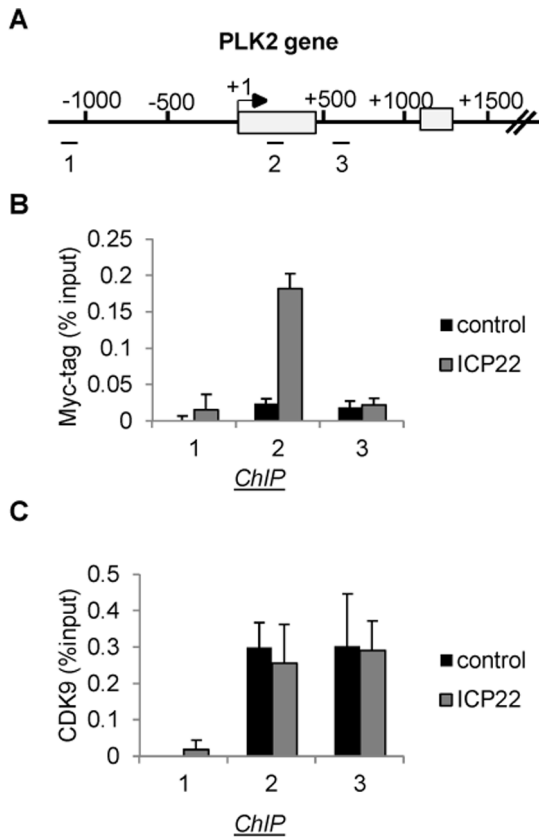 A
PLK2 gene
+1
-1000 -500 +500 +1000 +1500
1 2 3
B
Myc-tag (% input)
0.25
0.2
0.15
0.1
0.05
0
1 2 3
ChIP
control
ICP22
C
CDK9 (%input)
0.5
0.4
0.3
0.2
0.1
0
1 2 3
ChIP
control
ICP22